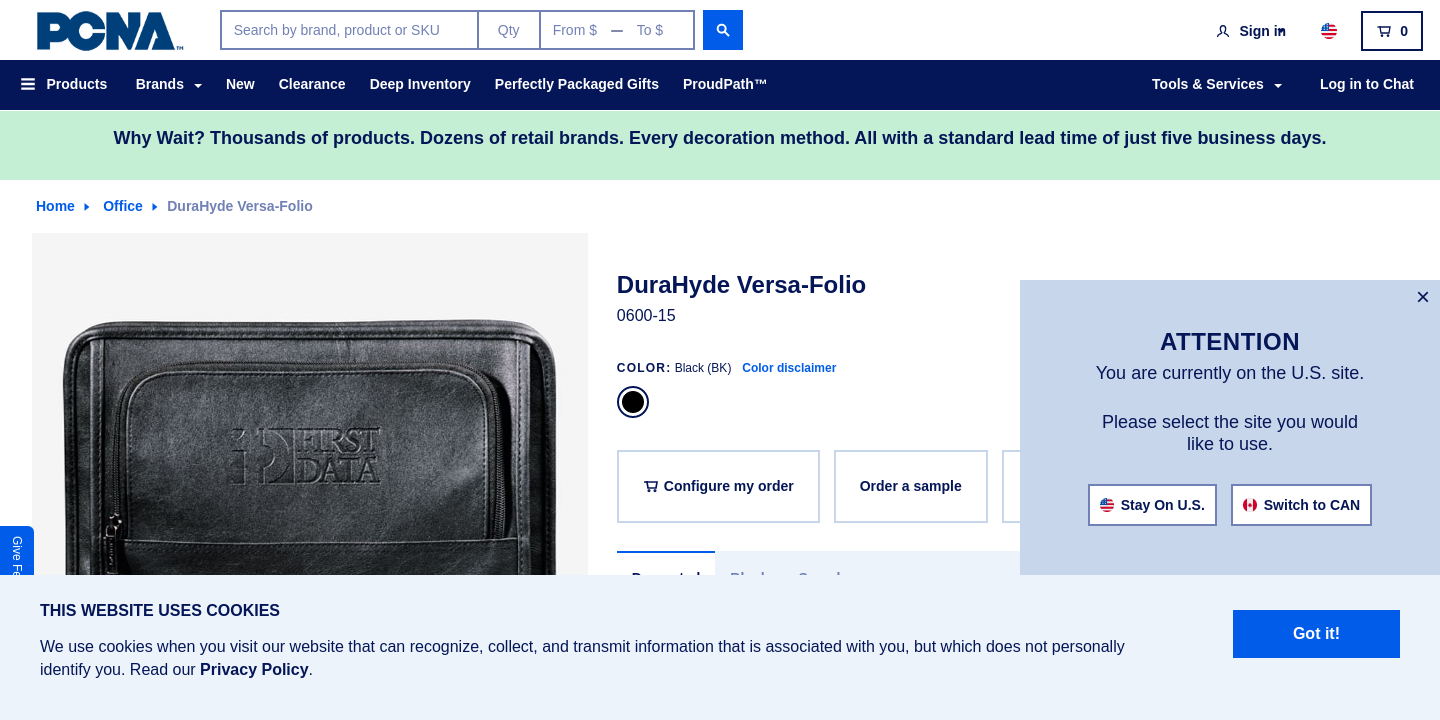 PCNA™
Search by brand, product or SKU
Qty
From $ — To $
Sign in
0
Products
Brands
New
Clearance
Deep Inventory
Perfectly Packaged Gifts
ProudPath™
Tools & Services
Log in to Chat
Why Wait? Thousands of products. Dozens of retail brands. Every decoration method. All with a standard lead time of just five business days.
Home
Office
DuraHyde Versa-Folio
FIRST
DATA
DuraHyde Versa-Folio
0600-15
COLOR: Black (BK) Color disclaimer
Configure my order
Order a sample
ATTENTION
You are currently on the U.S. site.
Please select the site you would
like to use.
Stay On U.S.
Switch to CAN
Give
THIS WEBSITE USES COOKIES
We use cookies when you visit our website that can recognize, collect, and transmit information that is associated with you, but which does not personally
identify you. Read our Privacy Policy.
Got it!